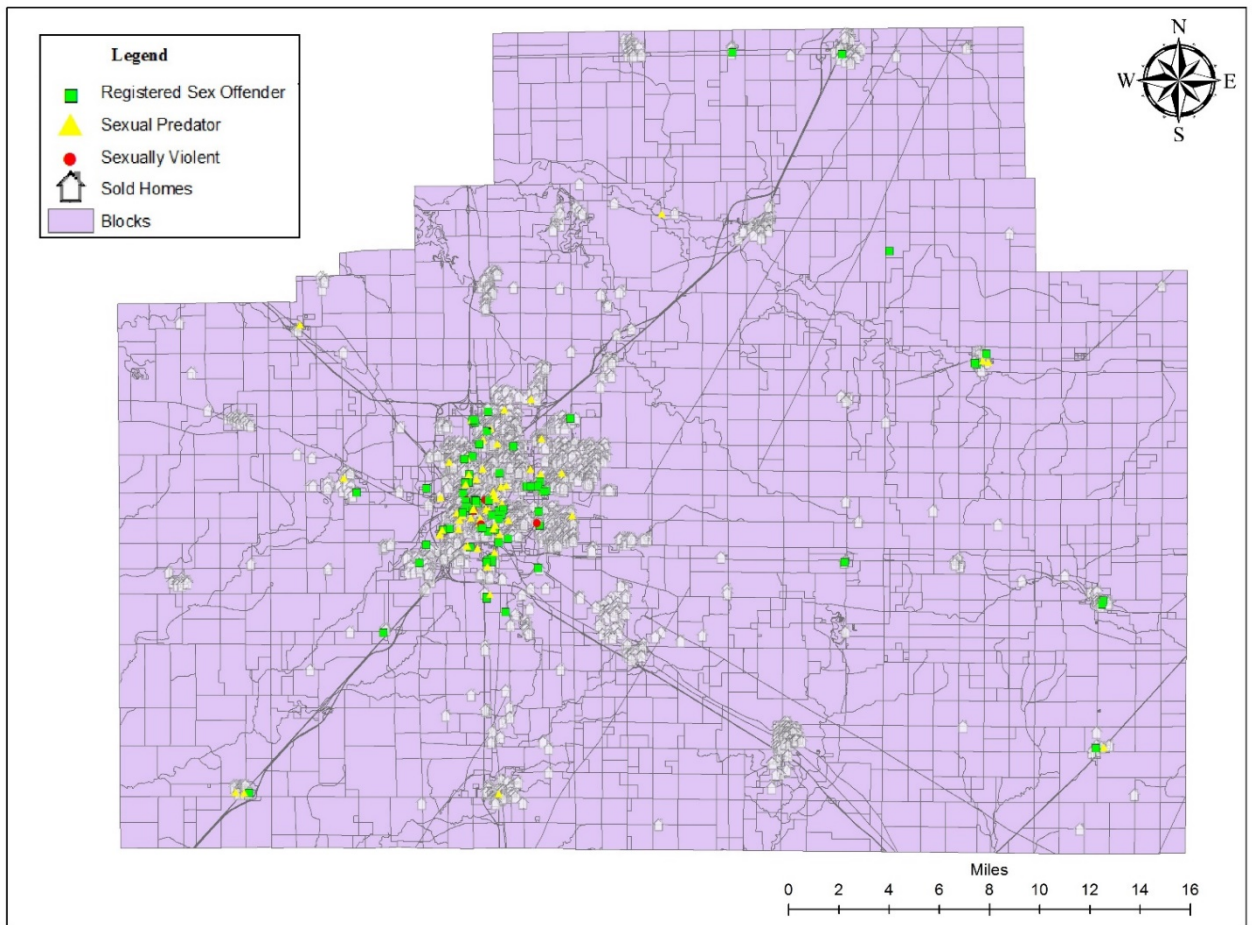 Legend
Registered Sex Offender
Sexual Predator
Sexually Violent
Sold Homes
Blocks
N
W E
S
Miles
0 2 4 6 8 10 12 14 16